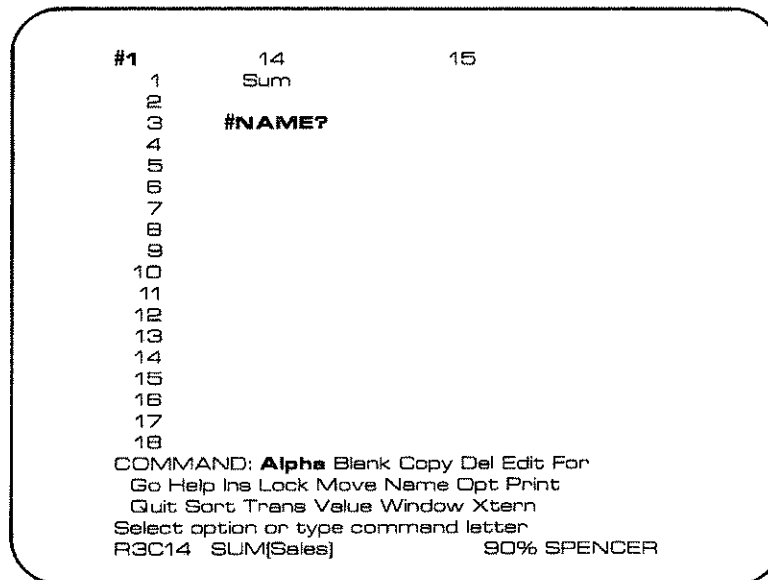 #1 14 15
1 Sum
2
3 #NAME?
4
5
6
7
8
9
10
11
12
13
14
15
16
17
18
COMMAND: Alpha Blank Copy Del Edit For
Go Help Ins Lock Move Name Opt Print
Quit Sort Trans Value Window Xtern
Select option or type command letter
R3C14 SUM(Sales) 90% SPENCER